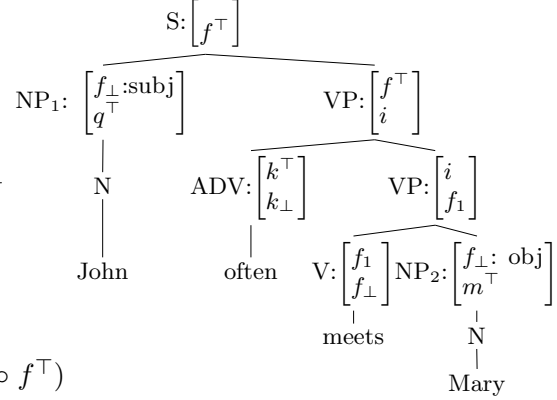 S: [f⊤]
NP₁: [f⊥:subj q⊤] VP: [f⊤ i]
N ADV: [k⊤ k⊥] VP: [i f₁]
John often V: [f₁ f⊥] NP₂: [f⊥: obj m⊤]
meets N
∘ f⊤)
Mary